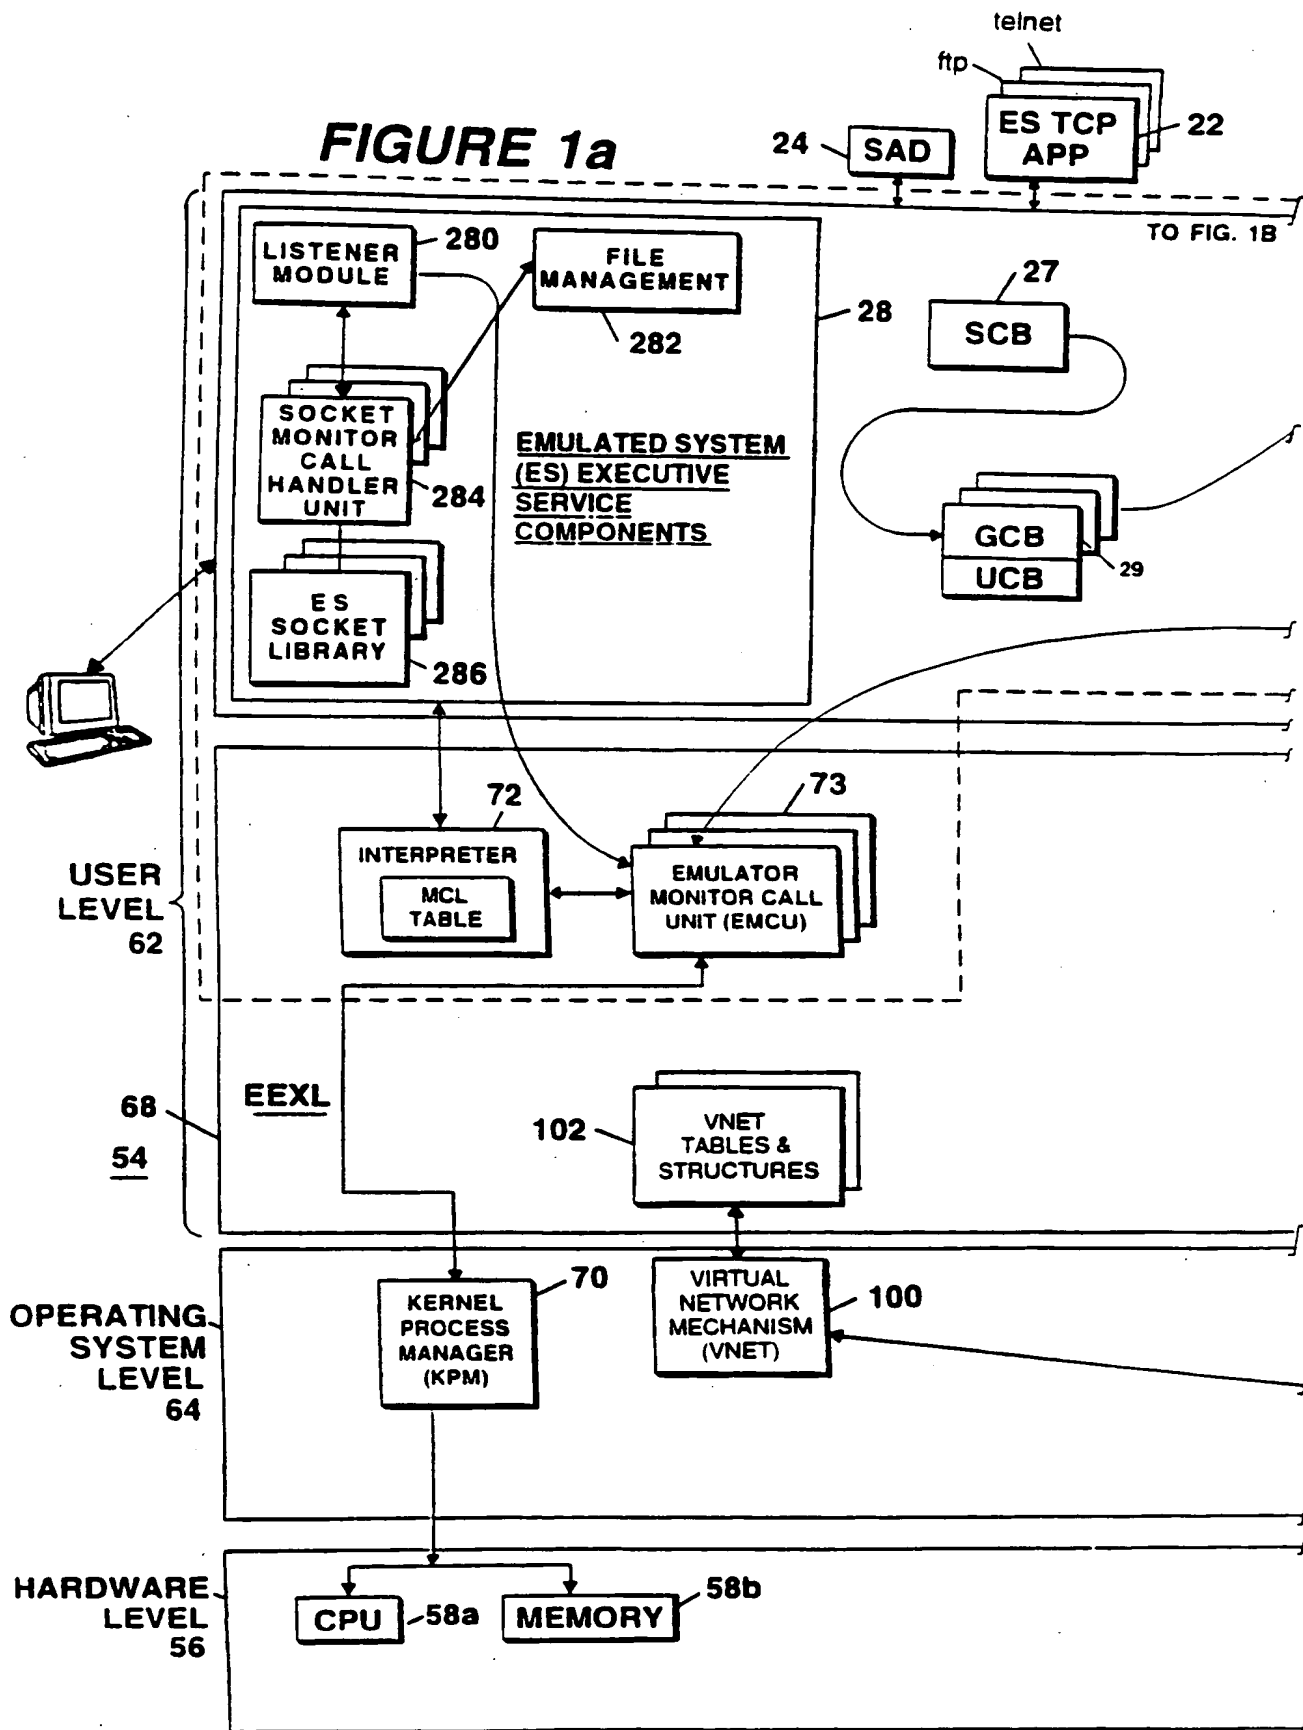 telnet
ftp
FIGURE 1a
24
SAD
ES TCP
APP
22
TO FIG. 1B
LISTENER
MODULE
280
FILE
MANAGEMENT
282
28
27
SCB
SOCKET
MONITOR
CALL
HANDLER
UNIT
284
EMULATED SYSTEM
(ES) EXECUTIVE
SERVICE
COMPONENTS
GCB
UCB
29
ES
SOCKET
LIBRARY
286
72
73
INTERPRETER
MCL
TABLE
EMULATOR
MONITOR CALL
UNIT (EMCU)
USER
LEVEL
62
EEXL
68
54
102
VNET
TABLES &
STRUCTURES
OPERATING
SYSTEM
LEVEL
64
70
KERNEL
PROCESS
MANAGER
(KPM)
VIRTUAL
NETWORK
MECHANISM
(VNET)
100
HARDWARE
LEVEL
56
CPU
58a
MEMORY
58b